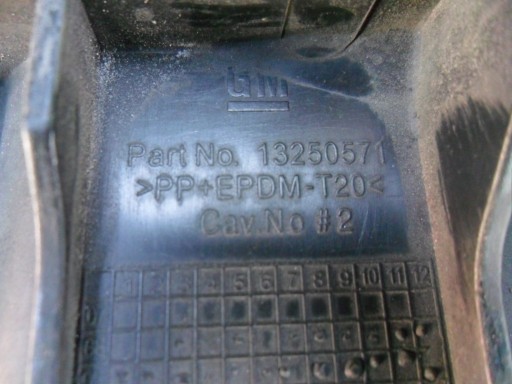 GM
Part No. 13250571
>PP+EPDM-T20<
Cav.No #2
1 2 3 4 5 6 7 8 9 10 11 12